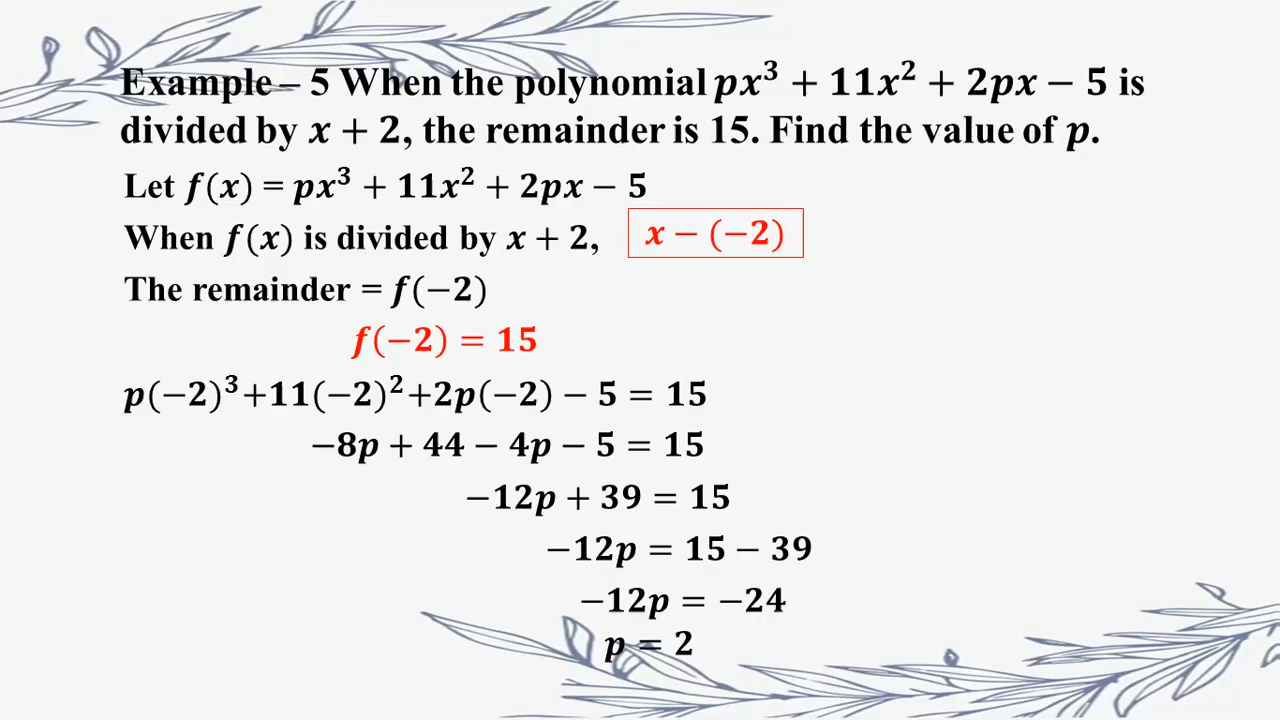 Example – 5 When the polynomial px³ + 11x² + 2px − 5 is
divided by x + 2, the remainder is 15. Find the value of p.
Let f(x) = px³ + 11x² + 2px − 5
When f(x) is divided by x + 2, x − (−2)
The remainder = f(−2)
f(−2) = 15
p(−2)³+11(−2)²+2p(−2) − 5 = 15
−8p + 44 − 4p − 5 = 15
−12p + 39 = 15
−12p = 15 − 39
−12p = −24
p = 2